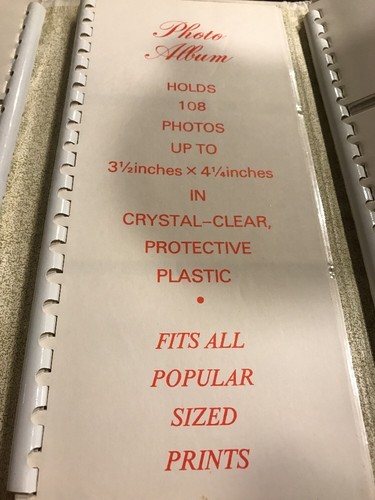 Photo
Album
HOLDS
108
PHOTOS
UP TO
3½inches × 4¼inches
IN
CRYSTAL–CLEAR,
PROTECTIVE
PLASTIC
•
FITS ALL
POPULAR
SIZED
PRINTS